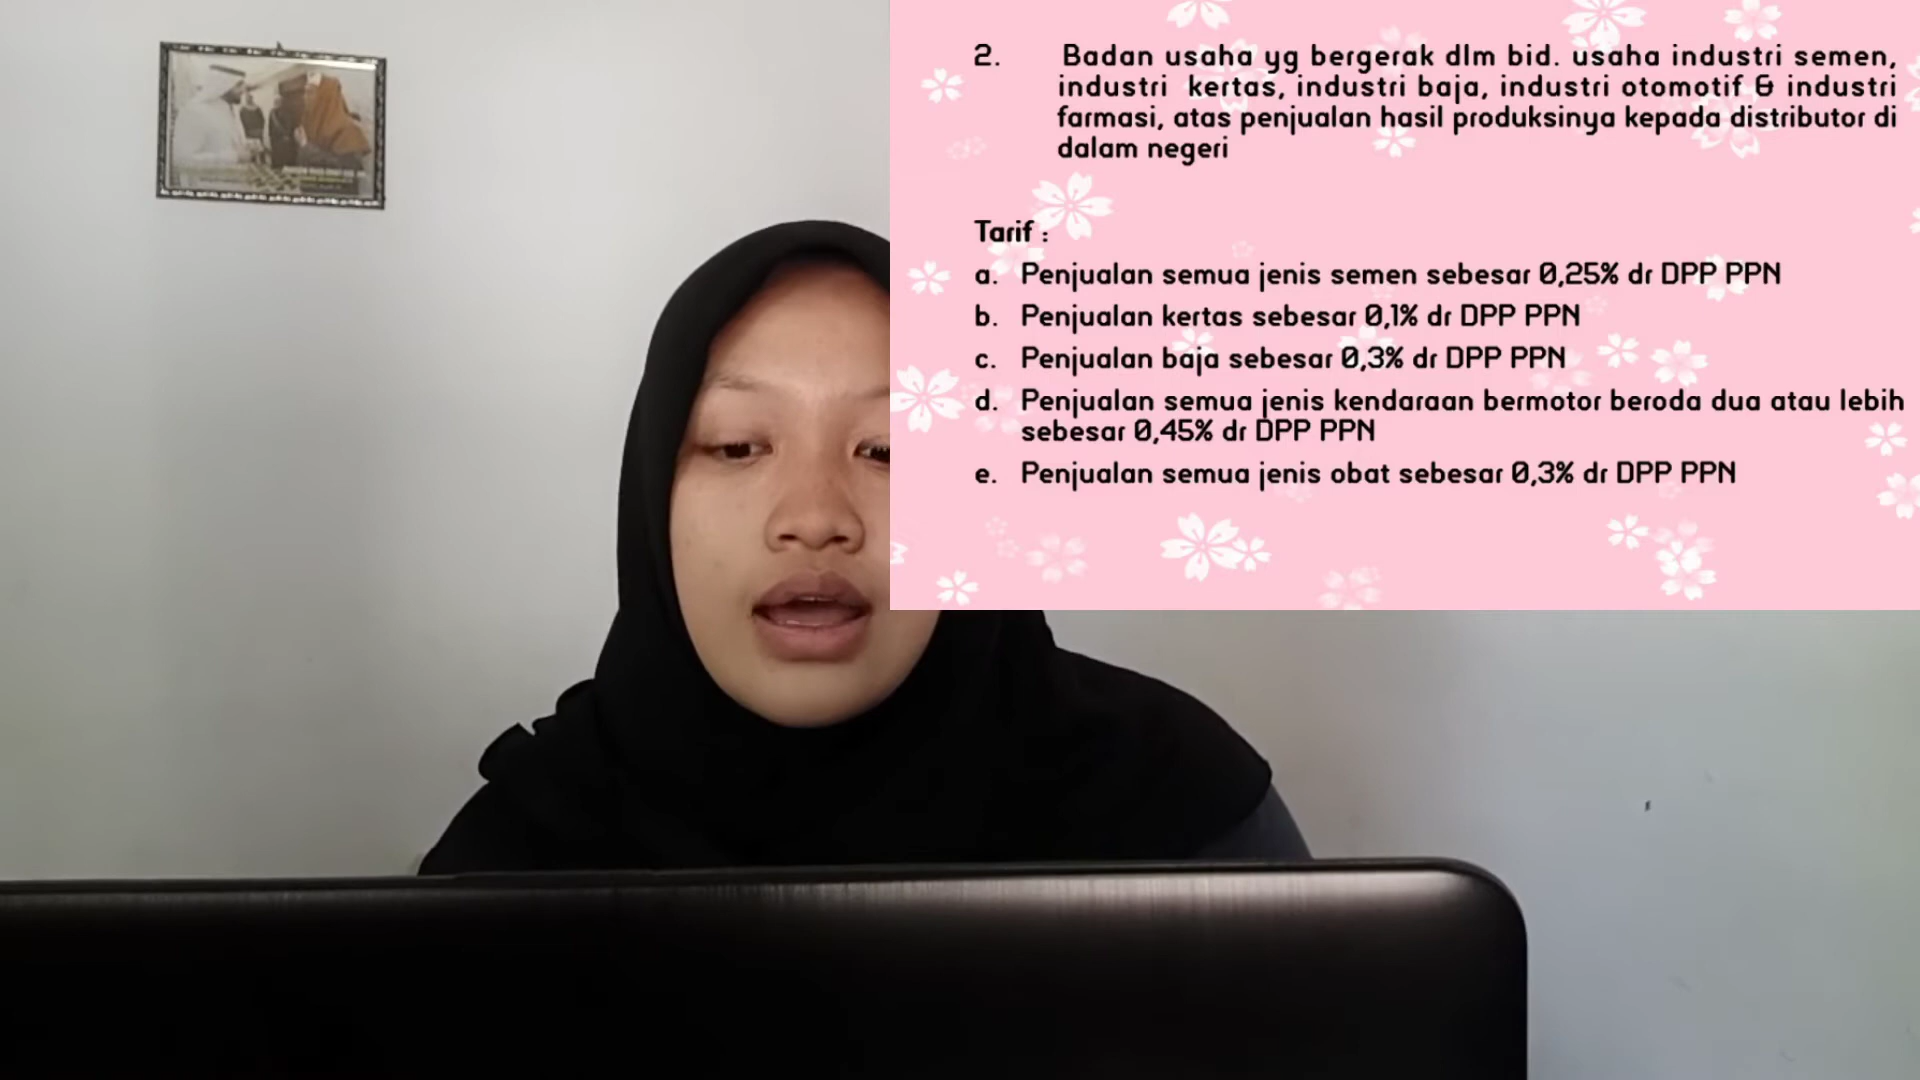 2. Badan usaha yg bergerak dlm bid. usaha industri semen,
industri kertas, industri baja, industri otomotif & industri
farmasi, atas penjualan hasil produksinya kepada distributor di
dalam negeri
Tarif :
a. Penjualan semua jenis semen sebesar 0,25% dr DPP PPN
b. Penjualan kertas sebesar 0,1% dr DPP PPN
c. Penjualan baja sebesar 0,3% dr DPP PPN
d. Penjualan semua jenis kendaraan bermotor beroda dua atau lebih
sebesar 0,45% dr DPP PPN
e. Penjualan semua jenis obat sebesar 0,3% dr DPP PPN